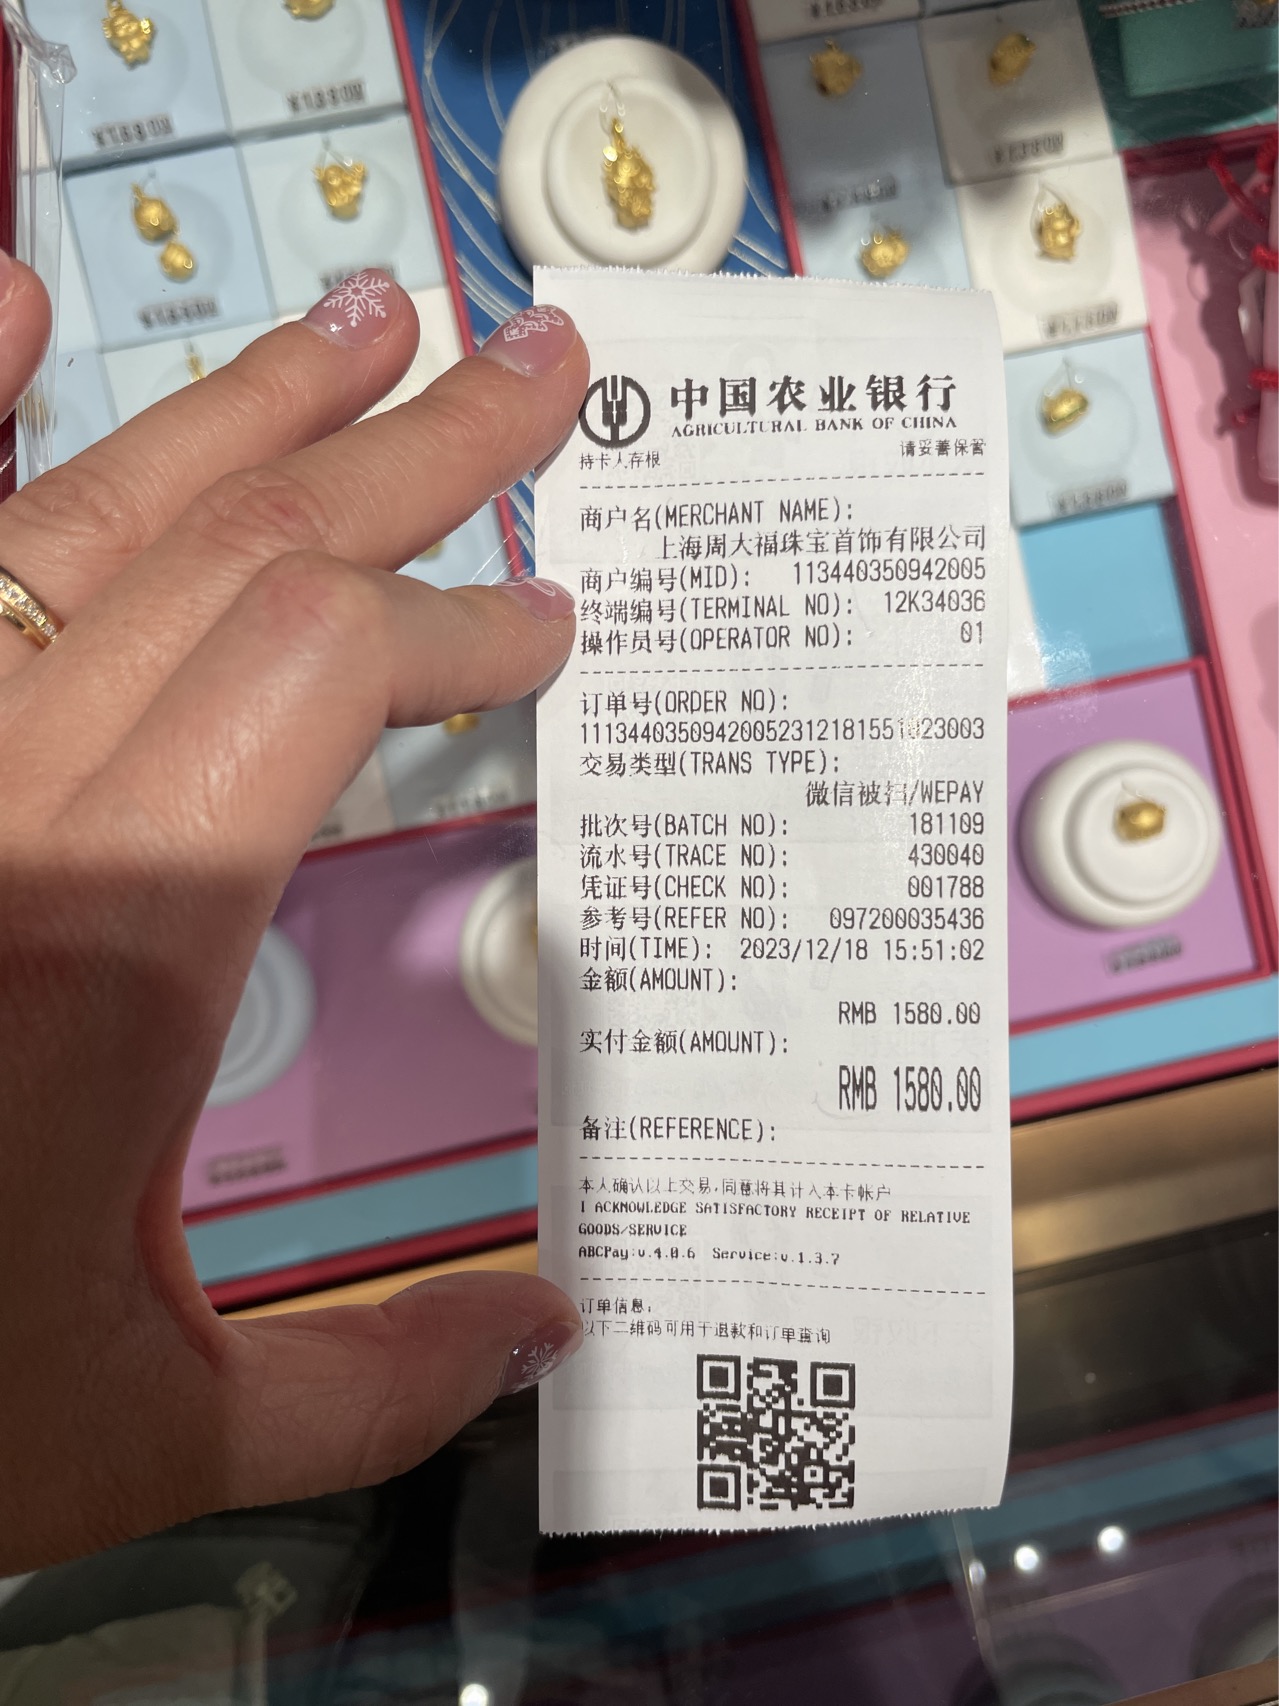 中国农业银行
AGRICULTURAL BANK OF CHINA
持卡人存根 请妥善保管
商户名(MERCHANT NAME):
上海周大福珠宝首饰有限公司
商户编号(MID): 113440350942005
终端编号(TERMINAL NO): 12K34036
操作员号(OPERATOR NO): 01
订单号(ORDER NO):
交易类型(TRANS TYPE):
微信被扫/WEPAY
批次号(BATCH NO): 181109
流水号(TRACE NO): 430040
凭证号(CHECK NO): 001788
参考号(REFER NO): 097200035436
时间(TIME): 2023/12/18 15:51:02
金额(AMOUNT):
RMB 1580.00
实付金额(AMOUNT):
RMB 1580.00
备注(REFERENCE):
本人确认以上交易,同意将其计入本卡帐户
I ACKNOWLEDGE SATISFACTORY RECEIPT OF RELATIVE
GOODS/SERVICE
ABCPay:v.4.0.6 Service:v.1.3.7
订单信息:
以下二维码可用于退款和订单查询